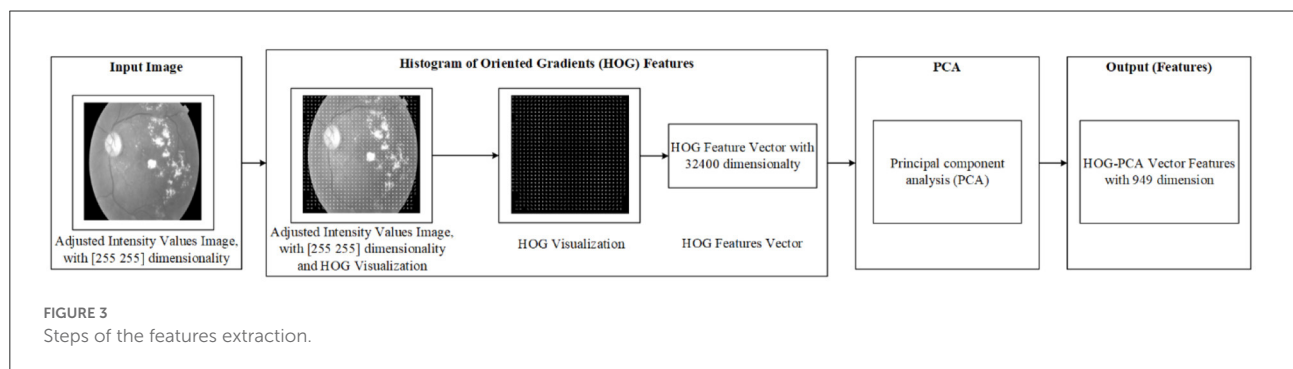 Input Image
Adjusted Intensity Values Image,
with [255 255] dimensionality
Histogram of Oriented Gradients (HOG) Features
Adjusted Intensity Values Image,
with [255 255] dimensionality
and HOG Visualization
HOG Visualization
HOG Feature Vector with
32400 dimensionalty
HOG Features Vector
PCA
Principal component
analysis (PCA)
Output (Features)
HOG-PCA Vector Features
with 949 dimension
FIGURE 3
Steps of the features extraction.